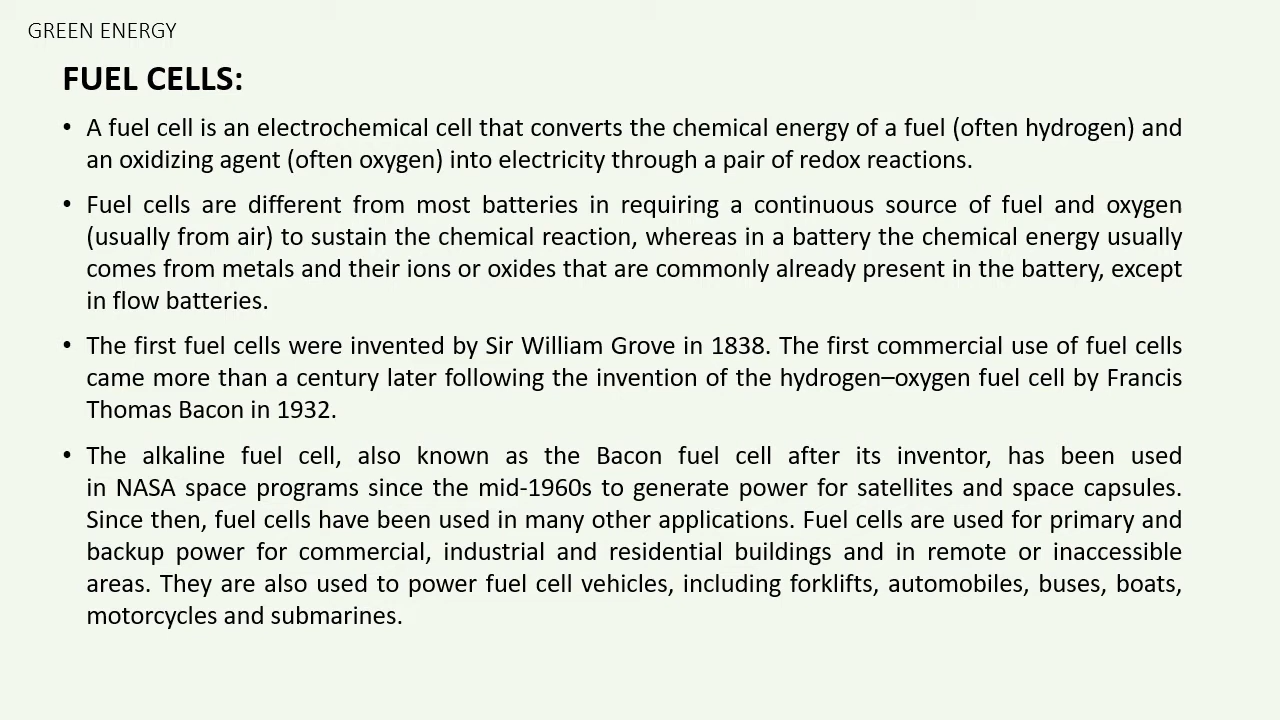 GREEN ENERGY
FUEL CELLS:
• A fuel cell is an electrochemical cell that converts the chemical energy of a fuel (often hydrogen) and
an oxidizing agent (often oxygen) into electricity through a pair of redox reactions.
• Fuel cells are different from most batteries in requiring a continuous source of fuel and oxygen
(usually from air) to sustain the chemical reaction, whereas in a battery the chemical energy usually
comes from metals and their ions or oxides that are commonly already present in the battery, except
in flow batteries.
• The first fuel cells were invented by Sir William Grove in 1838. The first commercial use of fuel cells
came more than a century later following the invention of the hydrogen–oxygen fuel cell by Francis
Thomas Bacon in 1932.
• The alkaline fuel cell, also known as the Bacon fuel cell after its inventor, has been used
in NASA space programs since the mid-1960s to generate power for satellites and space capsules.
Since then, fuel cells have been used in many other applications. Fuel cells are used for primary and
backup power for commercial, industrial and residential buildings and in remote or inaccessible
areas. They are also used to power fuel cell vehicles, including forklifts, automobiles, buses, boats,
motorcycles and submarines.